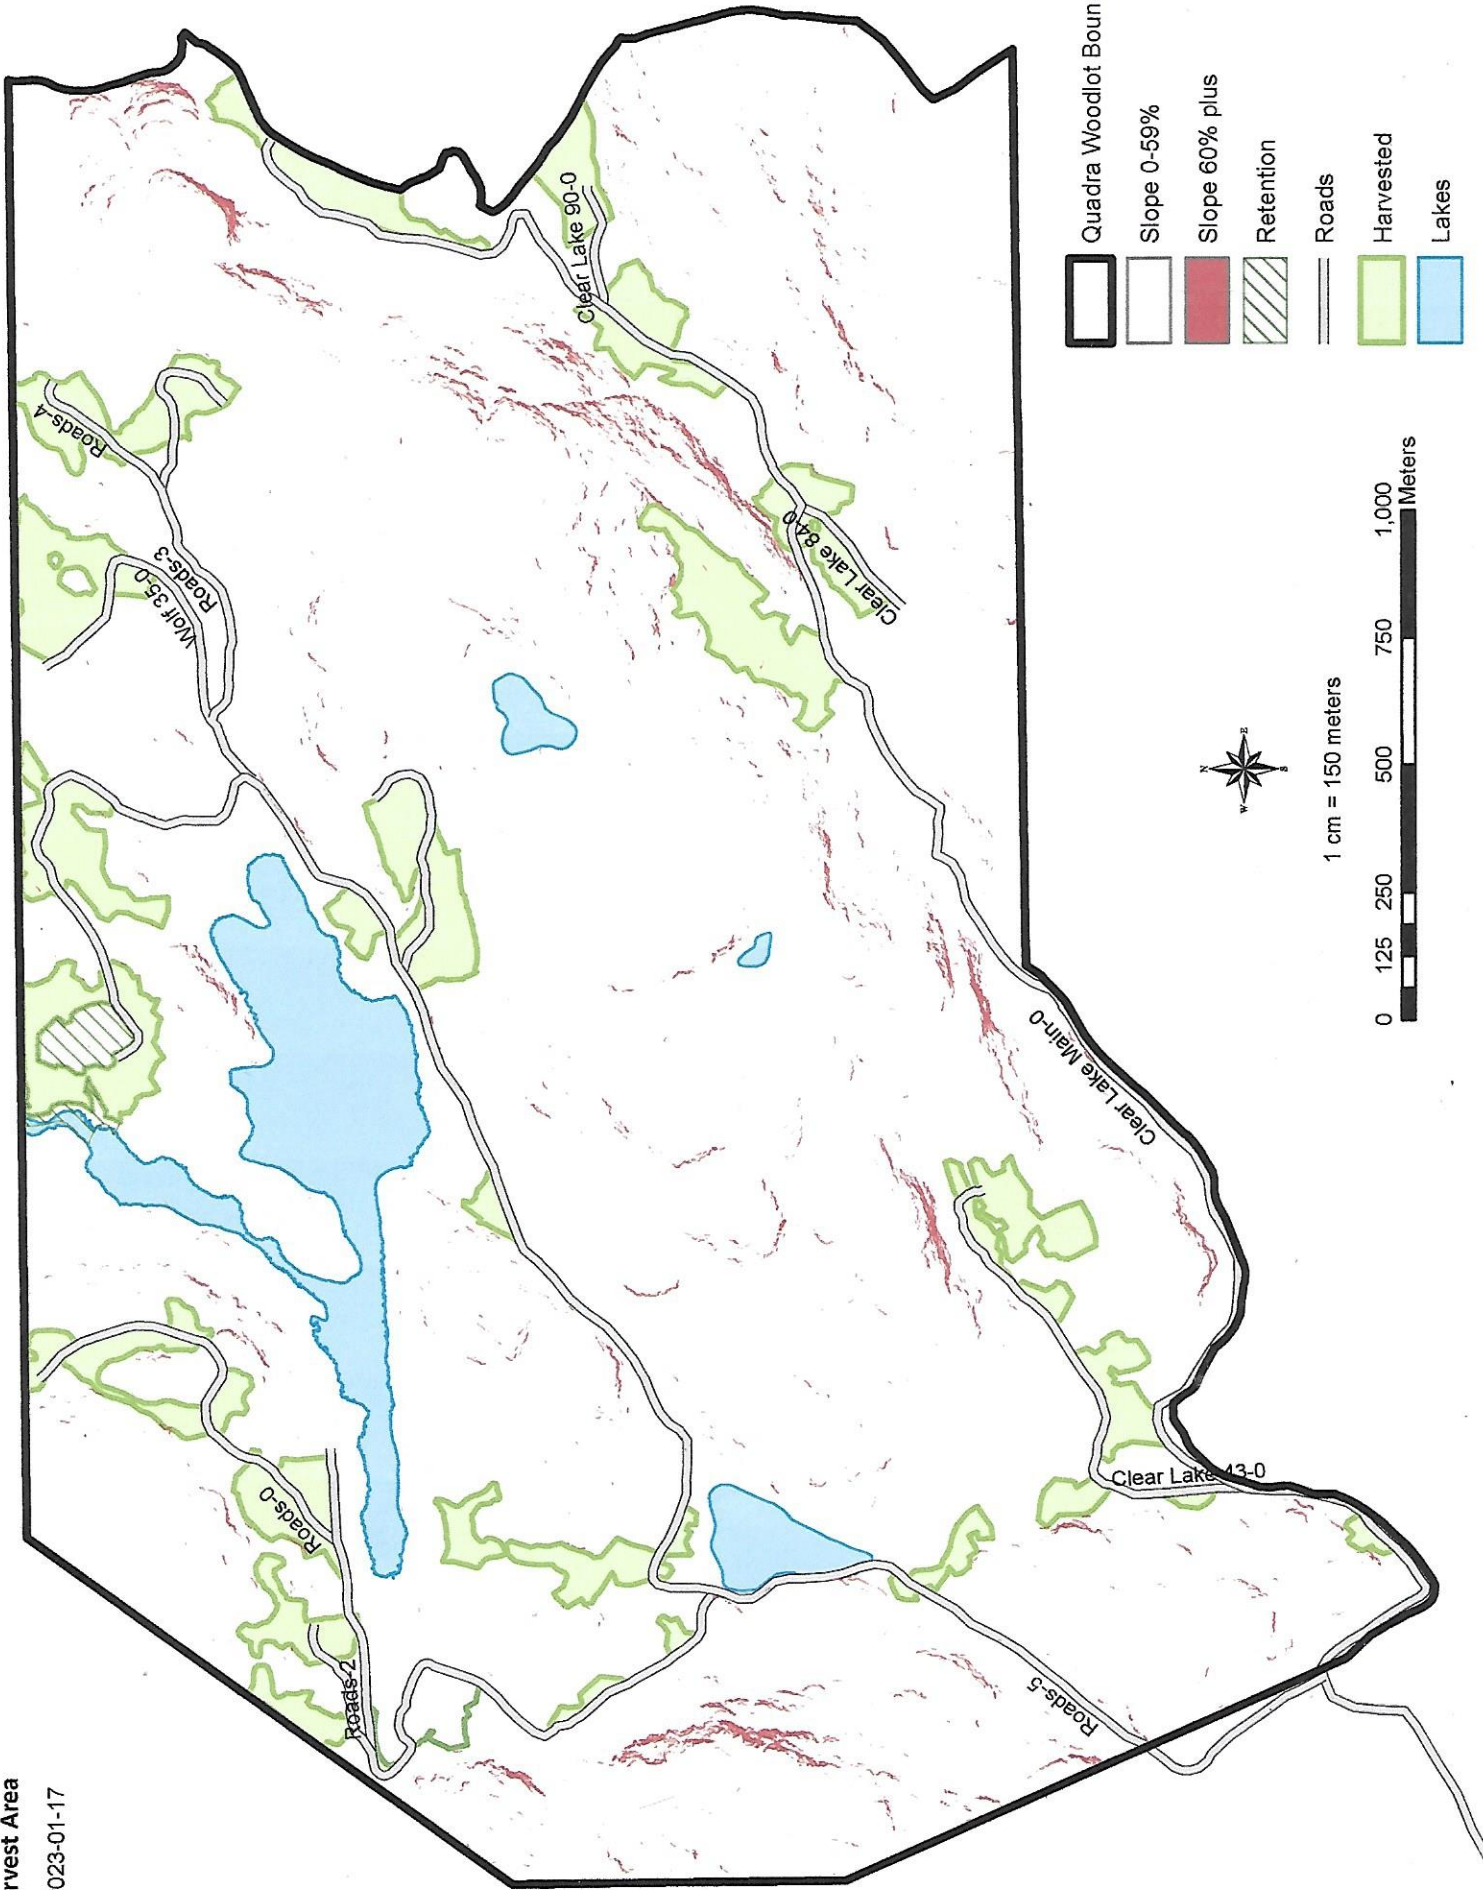 rvest Area
023-01-17
Roads-4
Roads-3
Wolf 35-0
Clear Lake 90-0
Clear Lake 84-0
Clear Lake Main-0
Clear Lake 43-0
Roads-0
Roads-2
Roads-5
Quadra Woodlot Boun
Slope 0-59%
Slope 60% plus
Retention
Roads
Harvested
Lakes
N
W
E
S
1 cm = 150 meters
0 125 250 500 750 1,000
Meters